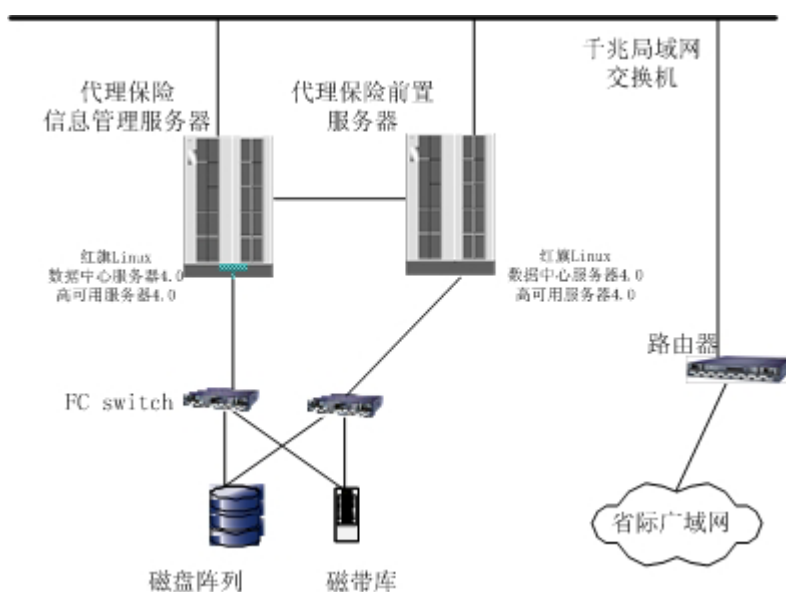 千兆局域网
交换机
代理保险
信息管理服务器
代理保险前置
服务器
红旗Linux
数据中心服务器4.0
高可用服务器4.0
红旗Linux
数据中心服务器4.0
高可用服务器4.0
路由器
FC switch
省际广域网
磁盘阵列
磁带库